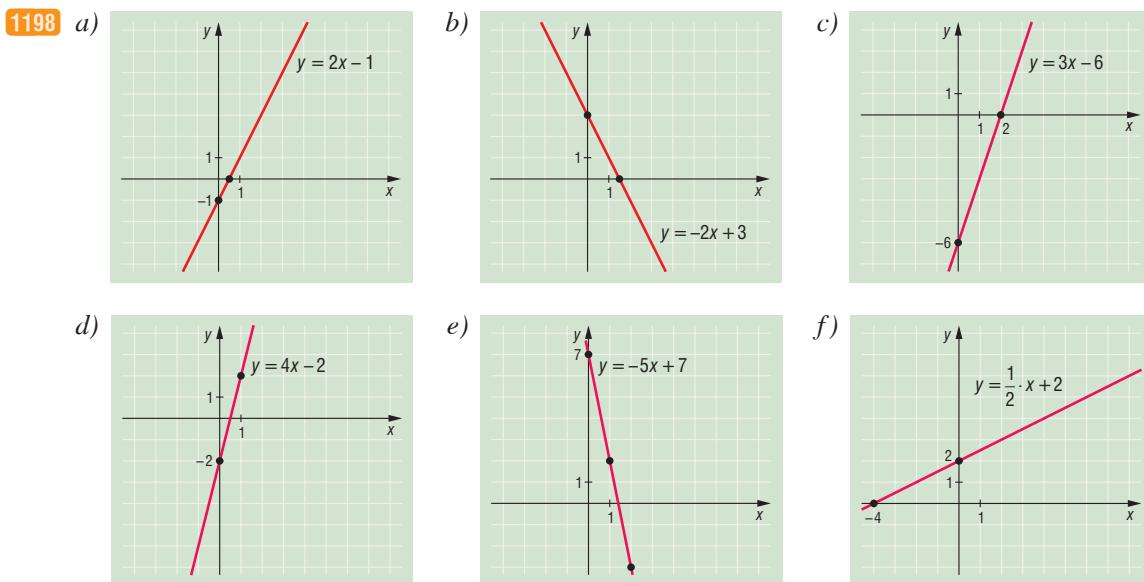 1198
a)
y
y = 2x – 1
1
1
x
–1
b)
y
1
1
x
y = –2x + 3
c)
y
y = 3x – 6
1
1
2
x
–6
d)
y
y = 4x – 2
1
1
x
–2
e)
y
7
y = –5x + 7
1
1
x
f)
y
y = 1/2 · x + 2
2
1
–4
1
x